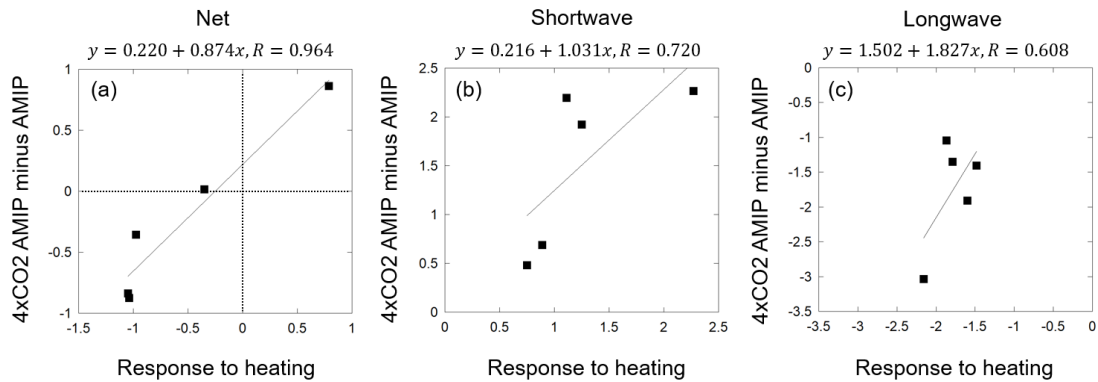 Net
y = 0.220 + 0.874x, R = 0.964
(a)
4xCO2 AMIP minus AMIP
1
0.5
0
-0.5
-1
-1 -0.5 0 0.5 1
Response to heating
Shortwave
y = 0.216 + 1.031x, R = 0.720
(b)
4xCO2 AMIP minus AMIP
2.5
2
1.5
1
0.5
0
0 0.5 1 1.5 2 2.5
Response to heating
Longwave
y = 1.502 + 1.827x, R = 0.608
(c)
4xCO2 AMIP minus AMIP
0
-0.5
-1
-1.5
-2
-2.5
-3
-3.5
-3.5 -3 -2.5 -2 -1.5 -1 -0.5 0
Response to heating